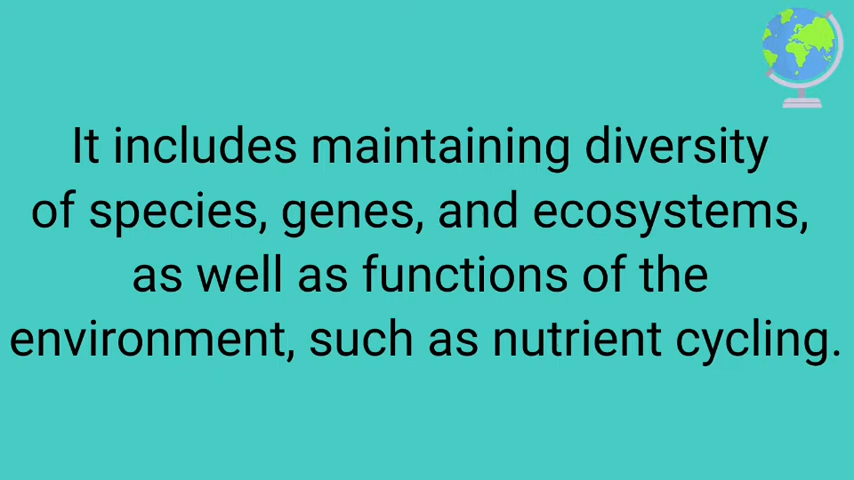 It includes maintaining diversity
of species, genes, and ecosystems,
as well as functions of the
environment, such as nutrient cycling.